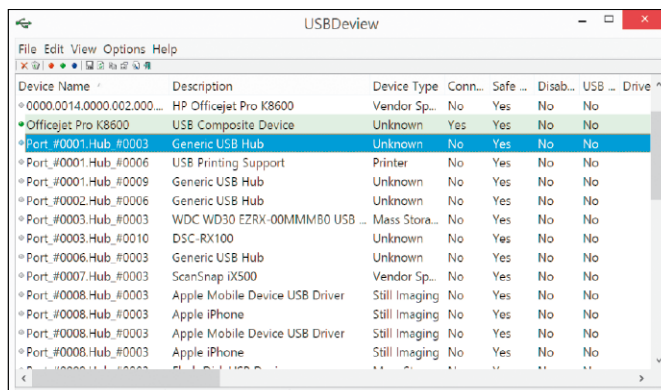 USBDeview
File Edit View Options Help
Device Name Description Device Type Conn... Safe ... Disab... USB ... Drive
0000.0014.0000.002.000... HP Officejet Pro K8600 Vendor Sp... No Yes No No
Officejet Pro K8600 USB Composite Device Unknown Yes Yes No No
Port_#0001.Hub_#0003 Generic USB Hub Unknown No Yes No No
Port_#0001.Hub_#0006 USB Printing Support Printer No Yes No No
Port_#0001.Hub_#0009 Generic USB Hub Unknown No Yes No No
Port_#0002.Hub_#0006 Generic USB Hub Unknown No Yes No No
Port_#0003.Hub_#0003 WDC WD30 EZRX-00MMMB0 USB ... Mass Stora... No Yes No No
Port_#0003.Hub_#0010 DSC-RX100 Unknown No Yes No No
Port_#0006.Hub_#0003 Generic USB Hub Unknown No Yes No No
Port_#0007.Hub_#0003 ScanSnap iX500 Vendor Sp... No Yes No No
Port_#0008.Hub_#0003 Apple Mobile Device USB Driver Still Imaging No Yes No No
Port_#0008.Hub_#0003 Apple iPhone Still Imaging No Yes No No
Port_#0008.Hub_#0003 Apple Mobile Device USB Driver Still Imaging No Yes No No
Port_#0008.Hub_#0003 Apple iPhone Still Imaging No Yes No No